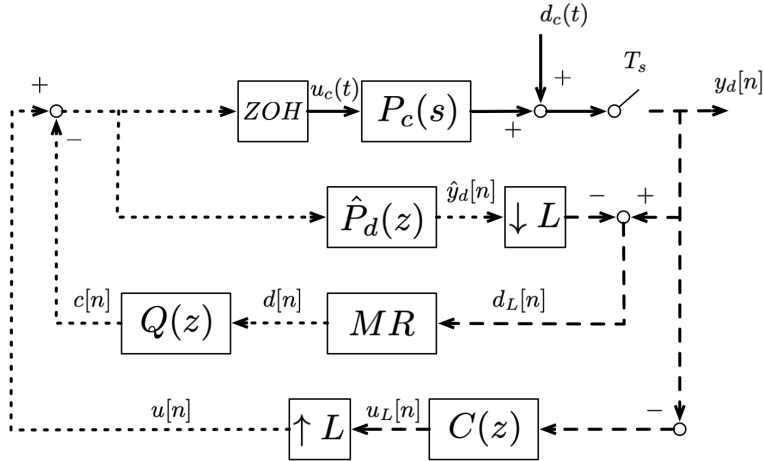 d_c(t)
+ u_c(t) + T_s y_d[n]
ZOH P_c(s)
− +
ŷ_d[n] − +
P̂_d(z) ↓ L
c[n] d[n] d_L[n]
Q(z) MR
u[n] u_L[n] −
↑ L C(z)